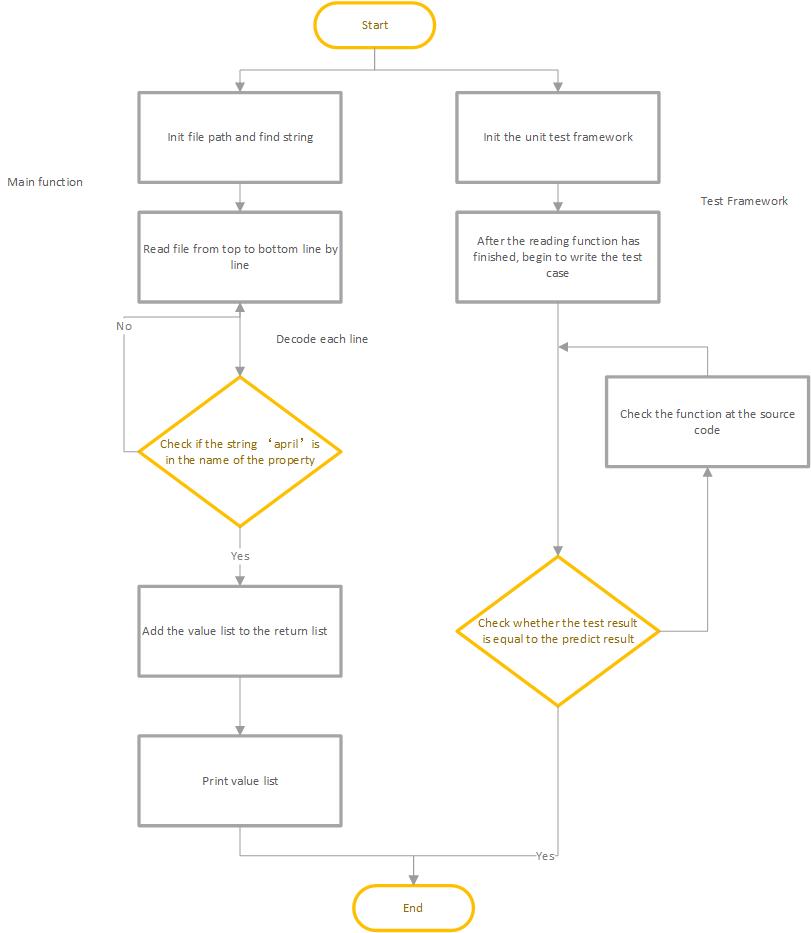 Start
Init file path and find string
Init the unit test framework
Main function
Test Framework
Read file from top to bottom line by
line
After the reading function has
finished, begin to write the test
case
No
Decode each line
Check the function at the source
code
Check if the string ‘april’ is
in the name of the property
Yes
Add the value list to the return list
Check whether the test result
is equal to the predict result
Print value list
Yes
End